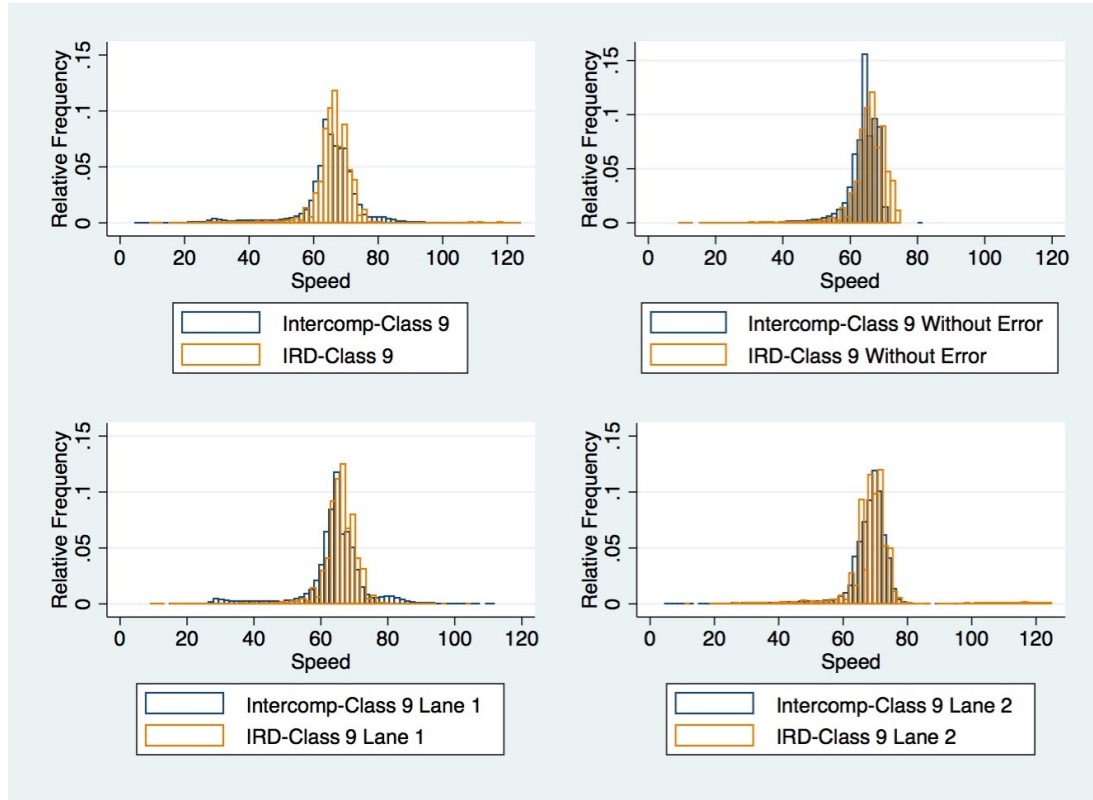 Relative Frequency
.15
.1
.05
0
0 20 40 60 80 100 120
Speed
Intercomp-Class 9
IRD-Class 9
Relative Frequency
.15
.1
.05
0
0 20 40 60 80 100 120
Speed
Intercomp-Class 9 Without Error
IRD-Class 9 Without Error
Relative Frequency
.15
.1
.05
0
0 20 40 60 80 100 120
Speed
Intercomp-Class 9 Lane 1
IRD-Class 9 Lane 1
Relative Frequency
.15
.1
.05
0
0 20 40 60 80 100 120
Speed
Intercomp-Class 9 Lane 2
IRD-Class 9 Lane 2